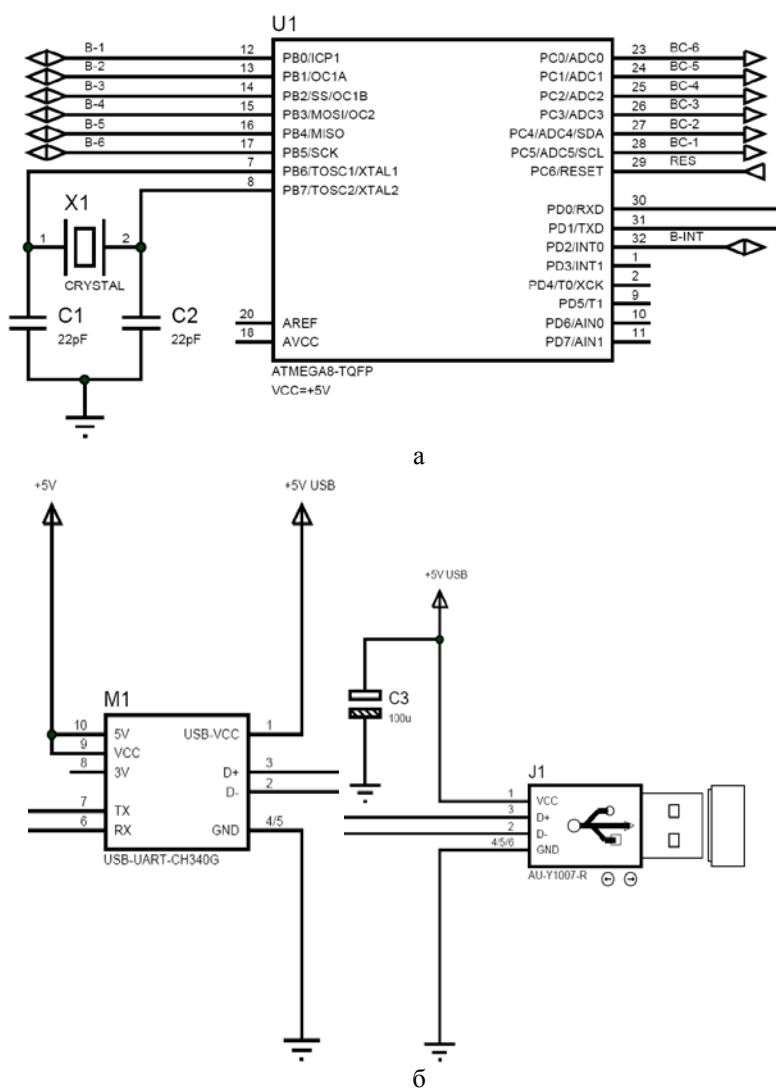 U1
B-1 12 PB0/ICP1 PC0/ADC0 23 BC-6
B-2 13 PB1/OC1A PC1/ADC1 24 BC-5
B-3 14 PB2/SS/OC1B PC2/ADC2 25 BC-4
B-4 15 PB3/MOSI/OC2 PC3/ADC3 26 BC-3
B-5 16 PB4/MISO PC4/ADC4/SDA 27 BC-2
B-6 17 PB5/SCK PC5/ADC5/SCL 28 BC-1
7 PB6/TOSC1/XTAL1 PC6/RESET 29 RES
8 PB7/TOSC2/XTAL2
PD0/RXD 30
PD1/TXD 31
PD2/INT0 32 B-INT
PD3/INT1 1
PD4/T0/XCK 2
PD5/T1 9
20 AREF PD6/AIN0 10
18 AVCC PD7/AIN1 11
X1
1 2
CRYSTAL
C1 C2
22pF 22pF
ATMEGA8-TQFP
VCC=+5V
а
+5V +5V USB
M1
10 5V USB-VCC 1
9 VCC
8 3V D+ 3
D- 2
7 TX
6 RX GND 4/5
USB-UART-CH340G
+5V USB
C3
100u
J1
1 VCC
3 D+
2 D-
4/5/6 GND
AU-Y1007-R
б